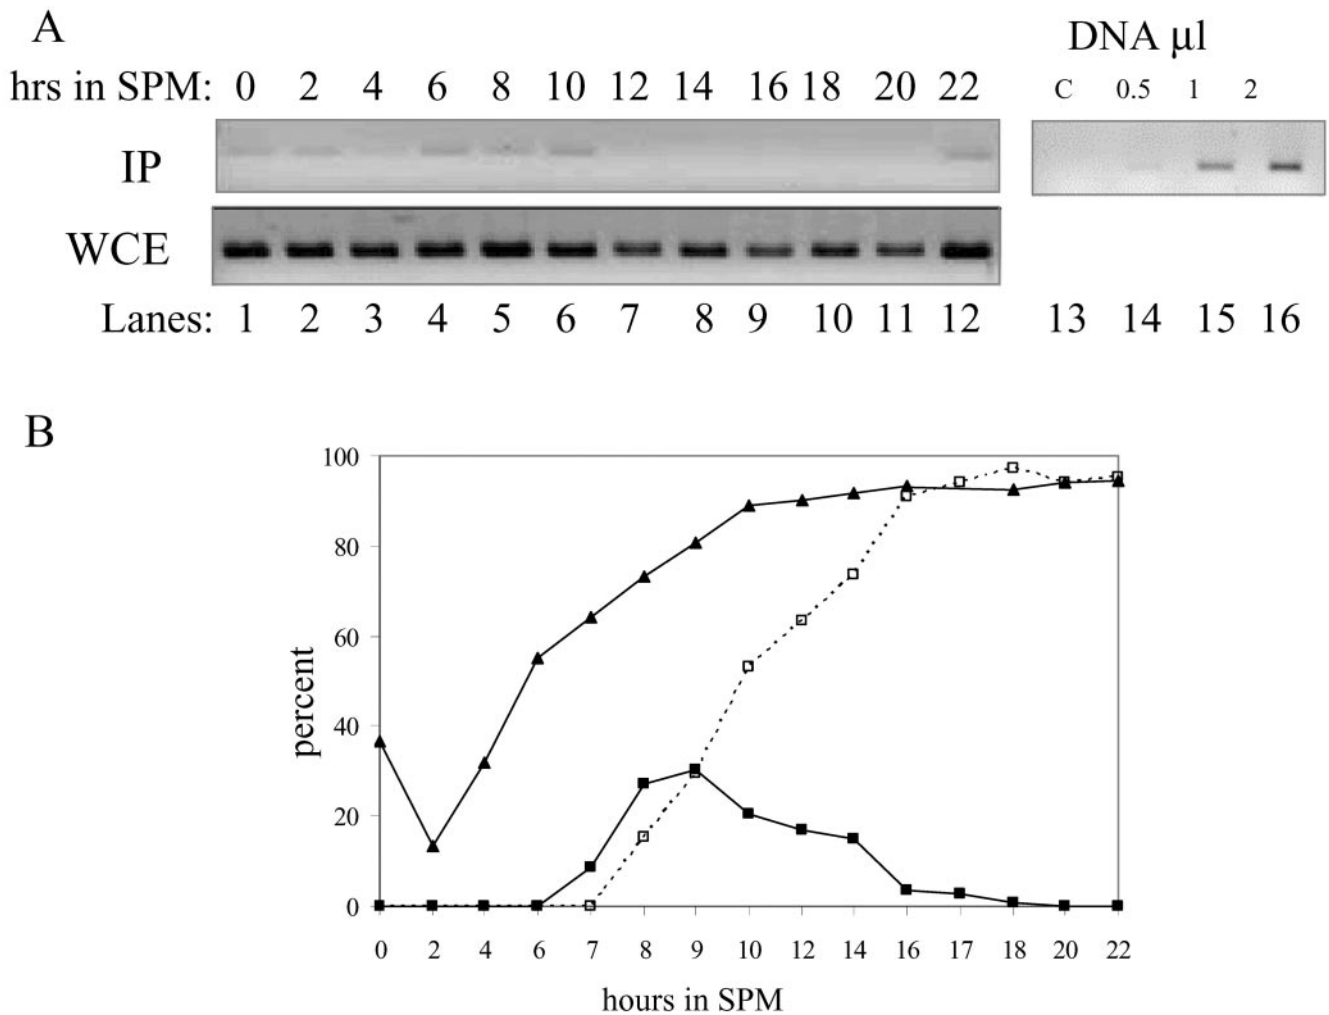 A
DNA µl
hrs in SPM: 0 2 4 6 8 10 12 14 16 18 20 22
C 0.5 1 2
IP
WCE
Lanes: 1 2 3 4 5 6 7 8 9 10 11 12 13 14 15 16
B
100
80
60
40
20
0
percent
0 2 4 6 7 8 9 10 12 14 16 17 18 20 22
hours in SPM